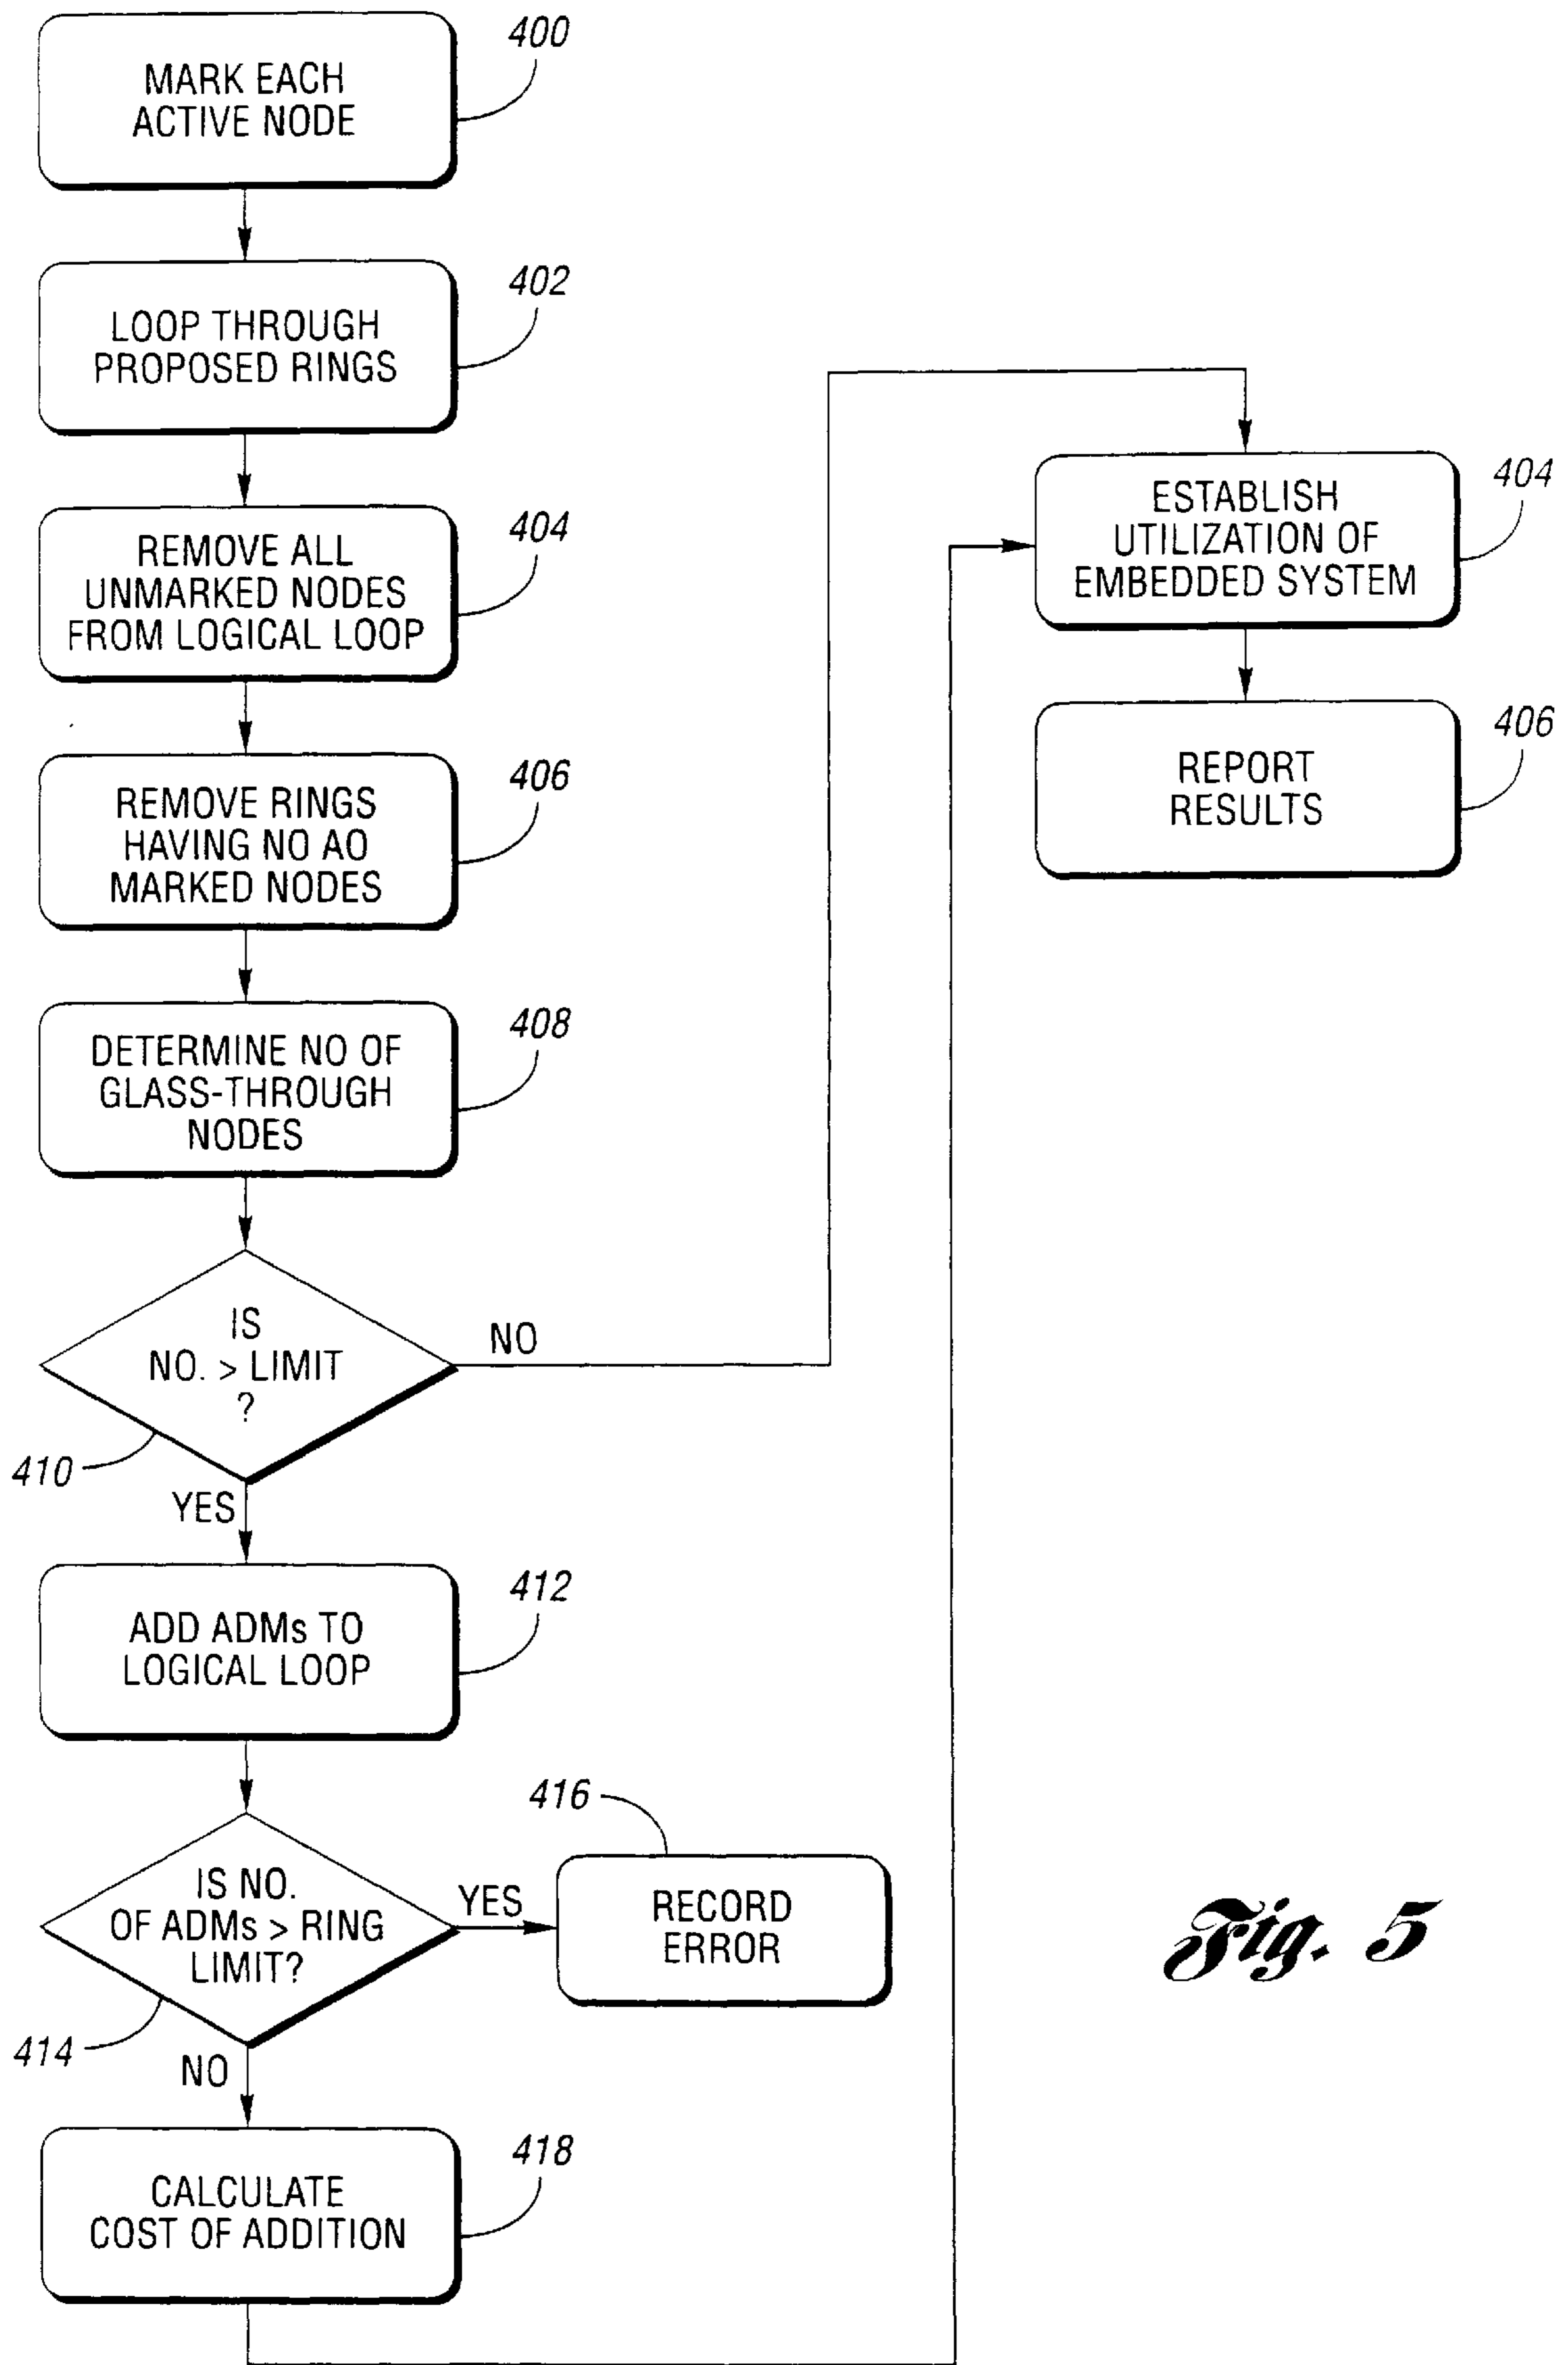 400
MARK EACH
ACTIVE NODE
402
LOOP THROUGH
PROPOSED RINGS
404
REMOVE ALL
UNMARKED NODES
FROM LOGICAL LOOP
406
REMOVE RINGS
HAVING NO AO
MARKED NODES
408
DETERMINE NO OF
GLASS-THROUGH
NODES
IS
NO. > LIMIT
?
NO
410
YES
412
ADD ADMs TO
LOGICAL LOOP
IS NO.
OF ADMs > RING
LIMIT?
YES
414
NO
416
RECORD
ERROR
418
CALCULATE
COST OF ADDITION
404
ESTABLISH
UTILIZATION OF
EMBEDDED SYSTEM
406
REPORT
RESULTS
Fig. 5